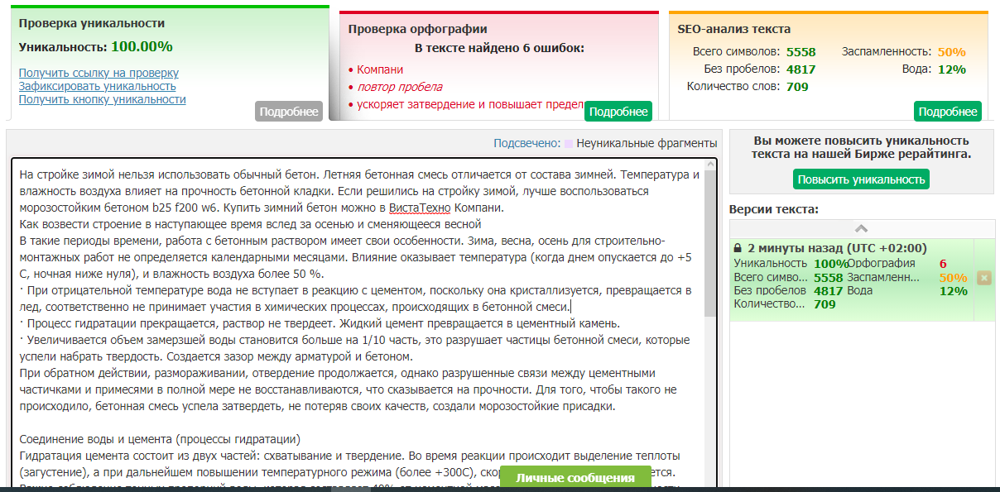 Проверка уникальности
Уникальность: 100.00%
Получить ссылку на проверку
Зафиксировать уникальность
Получить кнопку уникальности
Подробнее
Проверка орфографии
В тексте найдено 6 ошибок:
• Компани
• повтор пробела
• ускоряет затвердение и повышает предел
Подробнее
SEO-анализ текста
Всего символов: 5558 Заспамленность: 50%
Без пробелов: 4817 Вода: 12%
Количество слов: 709
Подробнее
Подсвечено: Неуникальные фрагменты
На стройке зимой нельзя использовать обычный бетон. Летняя бетонная смесь отличается от состава зимней. Температура и
влажность воздуха влияет на прочность бетонной кладки. Если решились на стройку зимой, лучше воспользоваться
морозостойким бетоном b25 f200 w6. Купить зимний бетон можно в ВистаТехно Компани.
Как возвести строение в наступающее время вслед за осенью и сменяющееся весной
В такие периоды времени, работа с бетонным раствором имеет свои особенности. Зима, весна, осень для строительно-
монтажных работ не определяется календарными месяцами. Влияние оказывает температура (когда днем опускается до +5
С, ночная ниже нуля), и влажность воздуха более 50 %.
· При отрицательной температуре вода не вступает в реакцию с цементом, поскольку она кристаллизуется, превращается в
лед, соответственно не принимает участия в химических процессах, происходящих в бетонной смеси.
· Процесс гидратации прекращается, раствор не твердеет. Жидкий цемент превращается в цементный камень.
· Увеличивается объем замерзшей воды становится больше на 1/10 часть, это разрушает частицы бетонной смеси, которые
успели набрать твердость. Создается зазор между арматурой и бетоном.
При обратном действии, размораживании, отвердение продолжается, однако разрушенные связи между цементными
частичками и примесями в полной мере не восстанавливаются, что сказывается на прочности. Для того, чтобы такого не
происходило, бетонная смесь успела затвердеть, не потеряв своих качеств, создали морозостойкие присадки.
Соединение воды и цемента (процессы гидратации)
Гидратация цемента состоит из двух частей: схватывание и твердение. Во время реакции происходит выделение теплоты
(загустение), а при дальнейшем повышении температурного режима (более +300С),
Личные сообщения
Вы можете повысить уникальность
текста на нашей Бирже рерайтинга.
Повысить уникальность
Версии текста:
2 минуты назад (UTC +02:00)
Уникальность 100% Орфография 6
Всего симво... 5558 Заспамленн... 50%
Без пробелов 4817 Вода 12%
Количество... 709